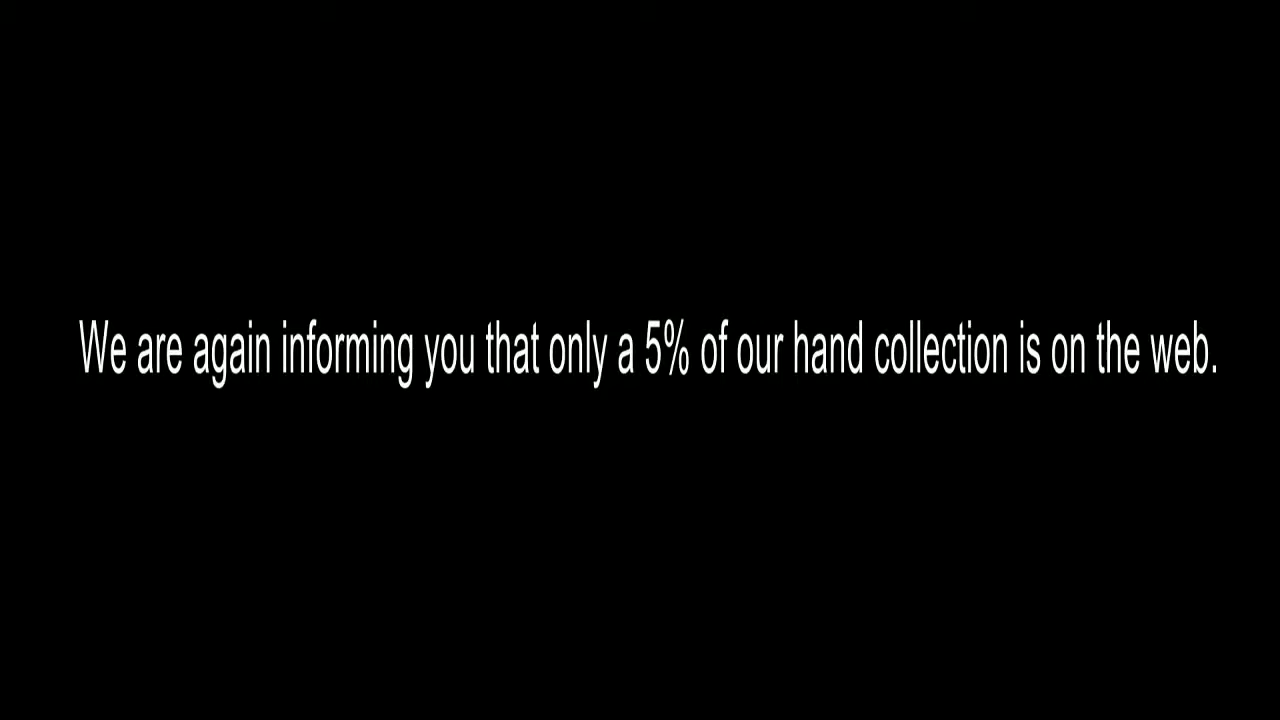 We are again informing you that only a 5% of our hand collection is on the web.